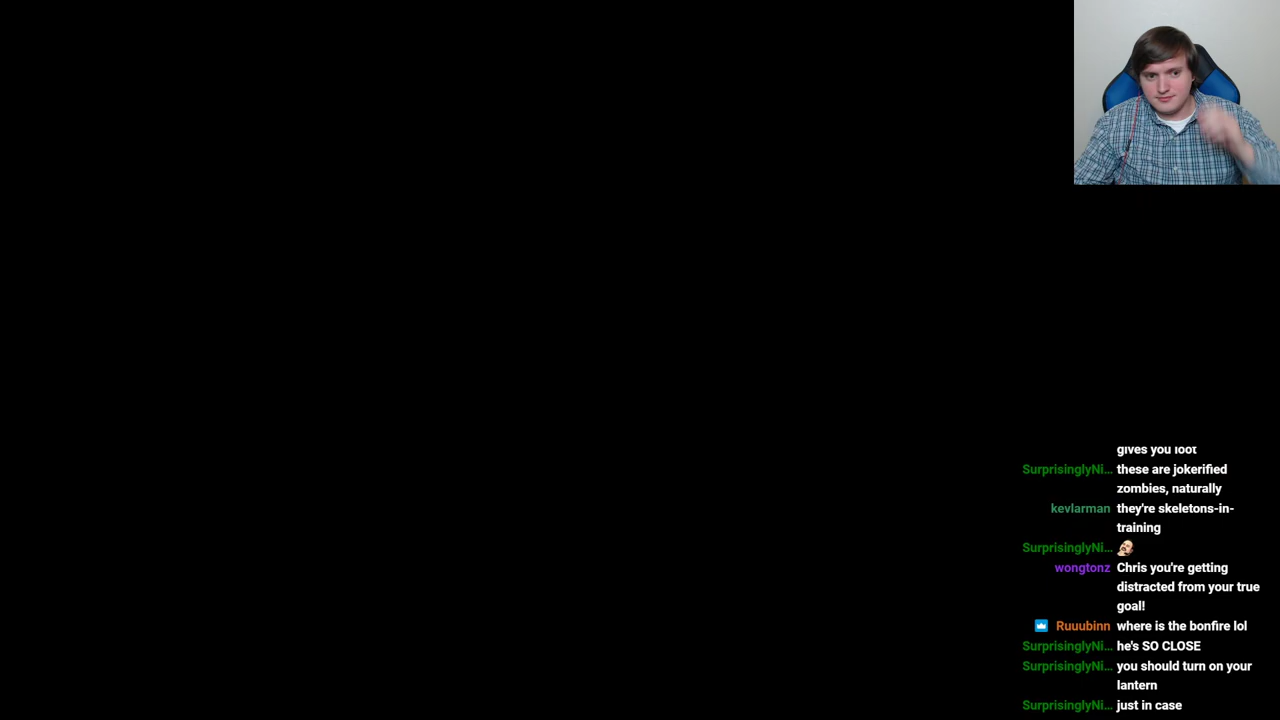 gives you loot
SurprisinglyNi... these are jokerified
zombies, naturally
kevlarman they're skeletons-in-
training
SurprisinglyNi...
wongtonz Chris you're getting
distracted from your true
goal!
Ruuubinn where is the bonfire lol
SurprisinglyNi... he's SO CLOSE
SurprisinglyNi... you should turn on your
lantern
SurprisinglyNi... just in case